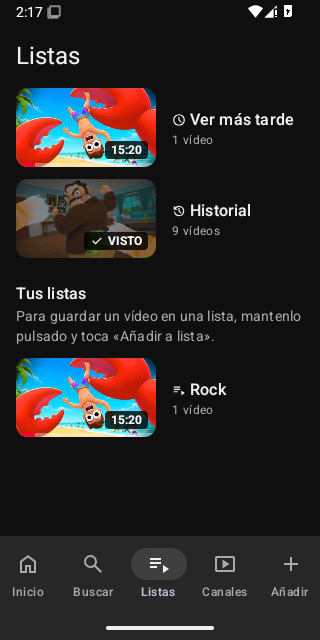 2:17
Listas
15:20
Ver más tarde
1 vídeo
VISTO
Historial
9 vídeos
Tus listas
Para guardar un vídeo en una lista, mantenlo
pulsado y toca «Añadir a lista».
15:20
Rock
1 vídeo
Inicio
Buscar
Listas
Canales
Añadir